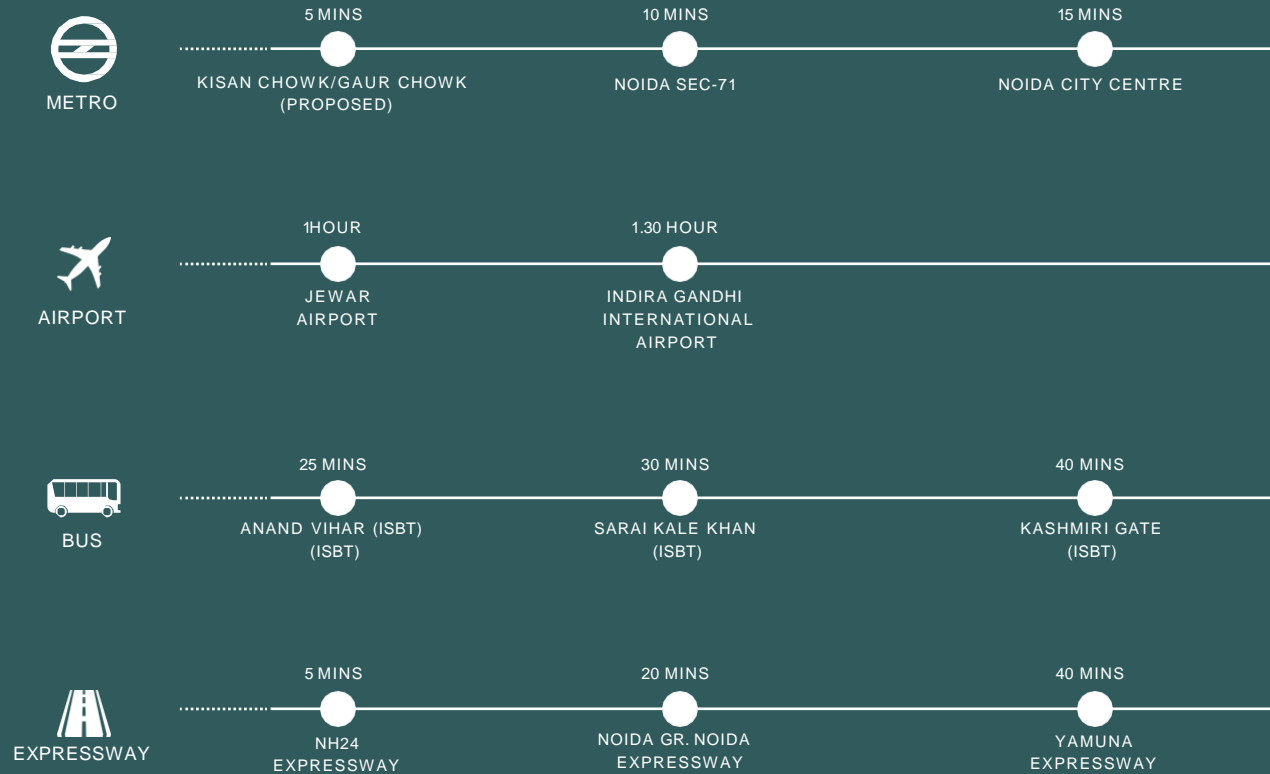 5 MINS
10 MINS
15 MINS
METRO
KISAN CHOWK/GAUR CHOWK
(PROPOSED)
NOIDA SEC-71
NOIDA CITY CENTRE
1HOUR
1.30 HOUR
AIRPORT
JEWAR
AIRPORT
INDIRA GANDHI
INTERNATIONAL
AIRPORT
25 MINS
30 MINS
40 MINS
BUS
ANAND VIHAR (ISBT)
(ISBT)
SARAI KALE KHAN
(ISBT)
KASHMIRI GATE
(ISBT)
5 MINS
20 MINS
40 MINS
EXPRESSWAY
NH24
EXPRESSWAY
NOIDA GR. NOIDA
EXPRESSWAY
YAMUNA
EXPRESSWAY